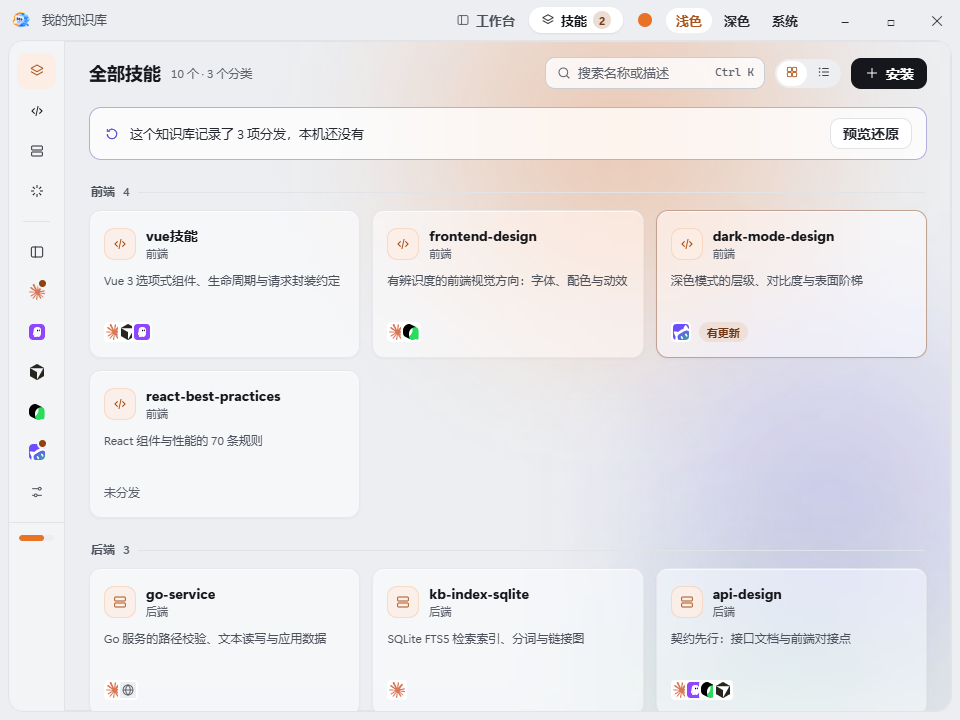 我的知识库
工作台
技能 2
浅色 深色 系统
全部技能 10 个 · 3 个分类
搜索名称或描述 Ctrl K
安装
这个知识库记录了 3 项分发，本机还没有
预览还原
前端 4
vue技能
前端
Vue 3 选项式组件、生命周期与请求封装约定
frontend-design
前端
有辨识度的前端视觉方向：字体、配色与动效
dark-mode-design
前端
深色模式的层级、对比度与表面阶梯
有更新
react-best-practices
前端
React 组件与性能的 70 条规则
未分发
后端 3
go-service
后端
Go 服务的路径校验、文本读写与应用数据
kb-index-sqlite
后端
SQLite FTS5 检索索引、分词与链接图
api-design
后端
契约先行：接口文档与前端对接点